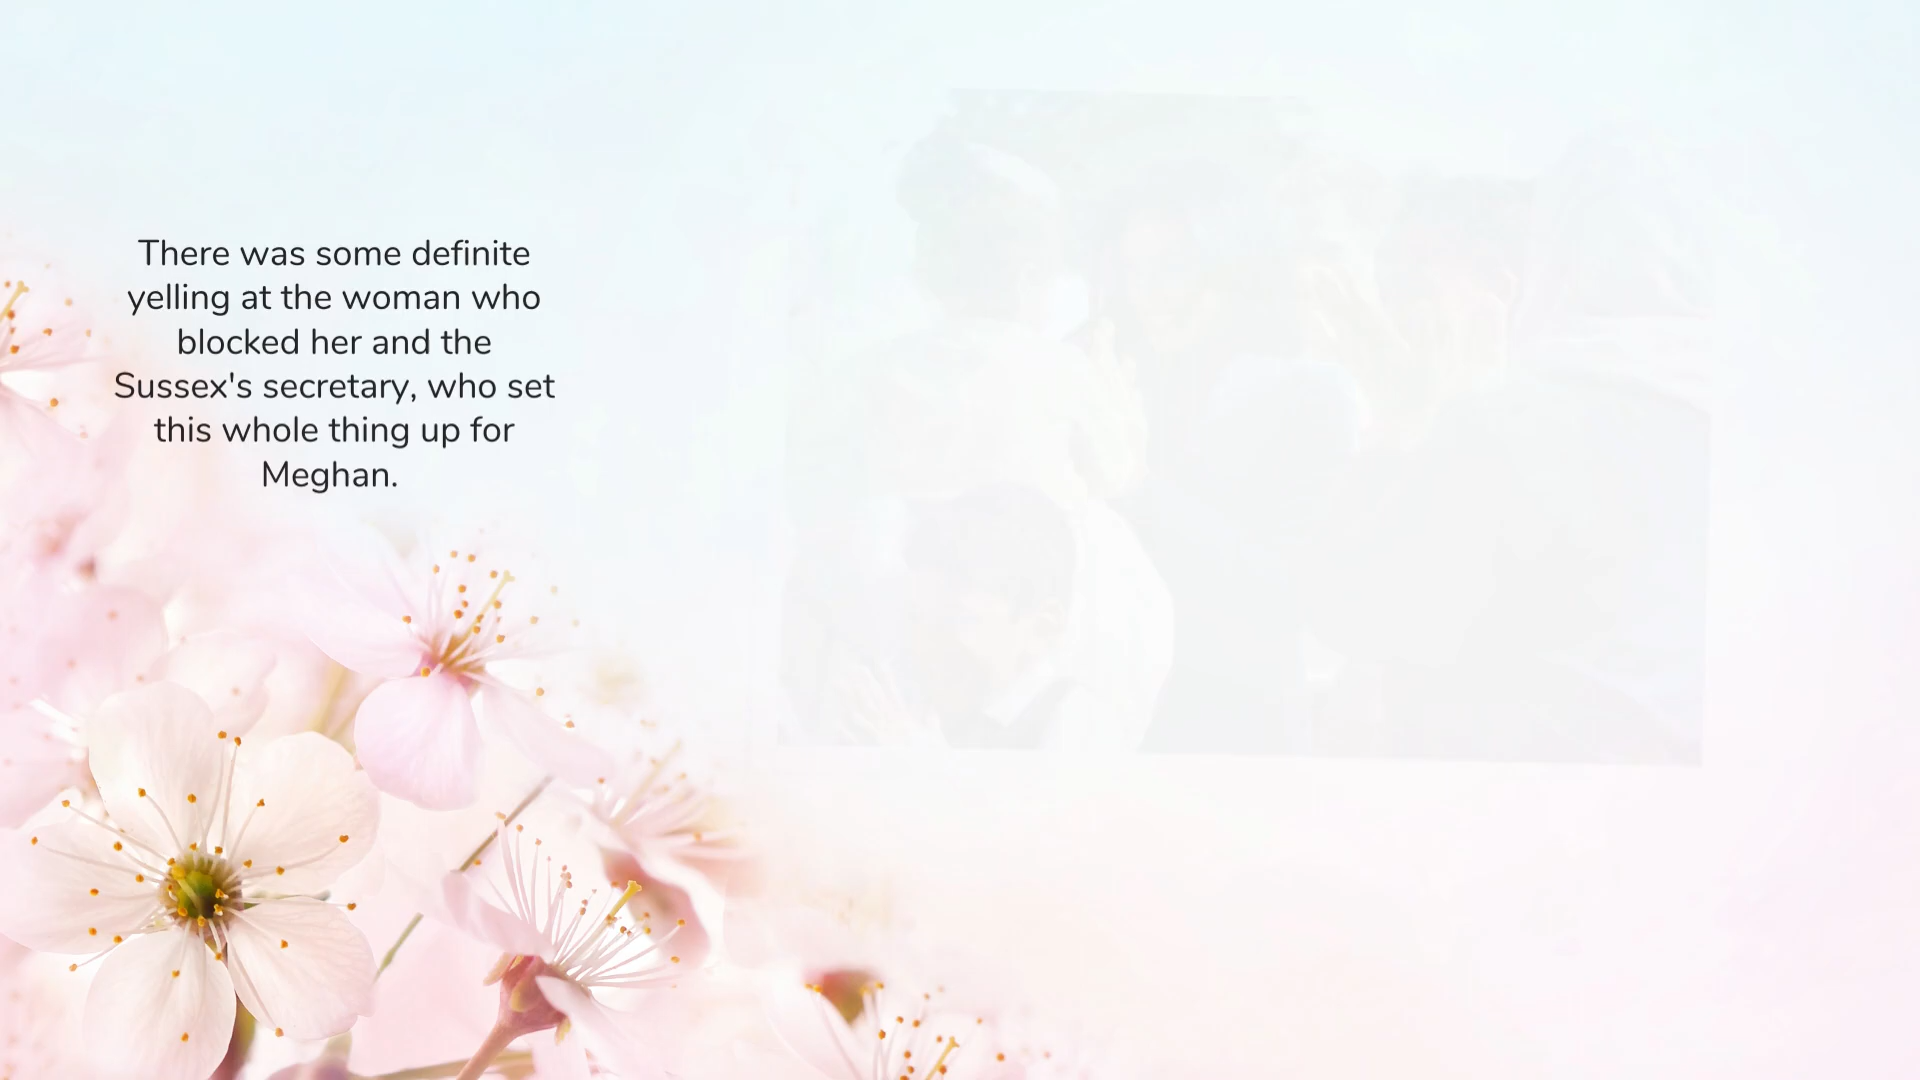 There was some definite
yelling at the woman who
blocked her and the
Sussex's secretary, who set
this whole thing up for
Meghan.